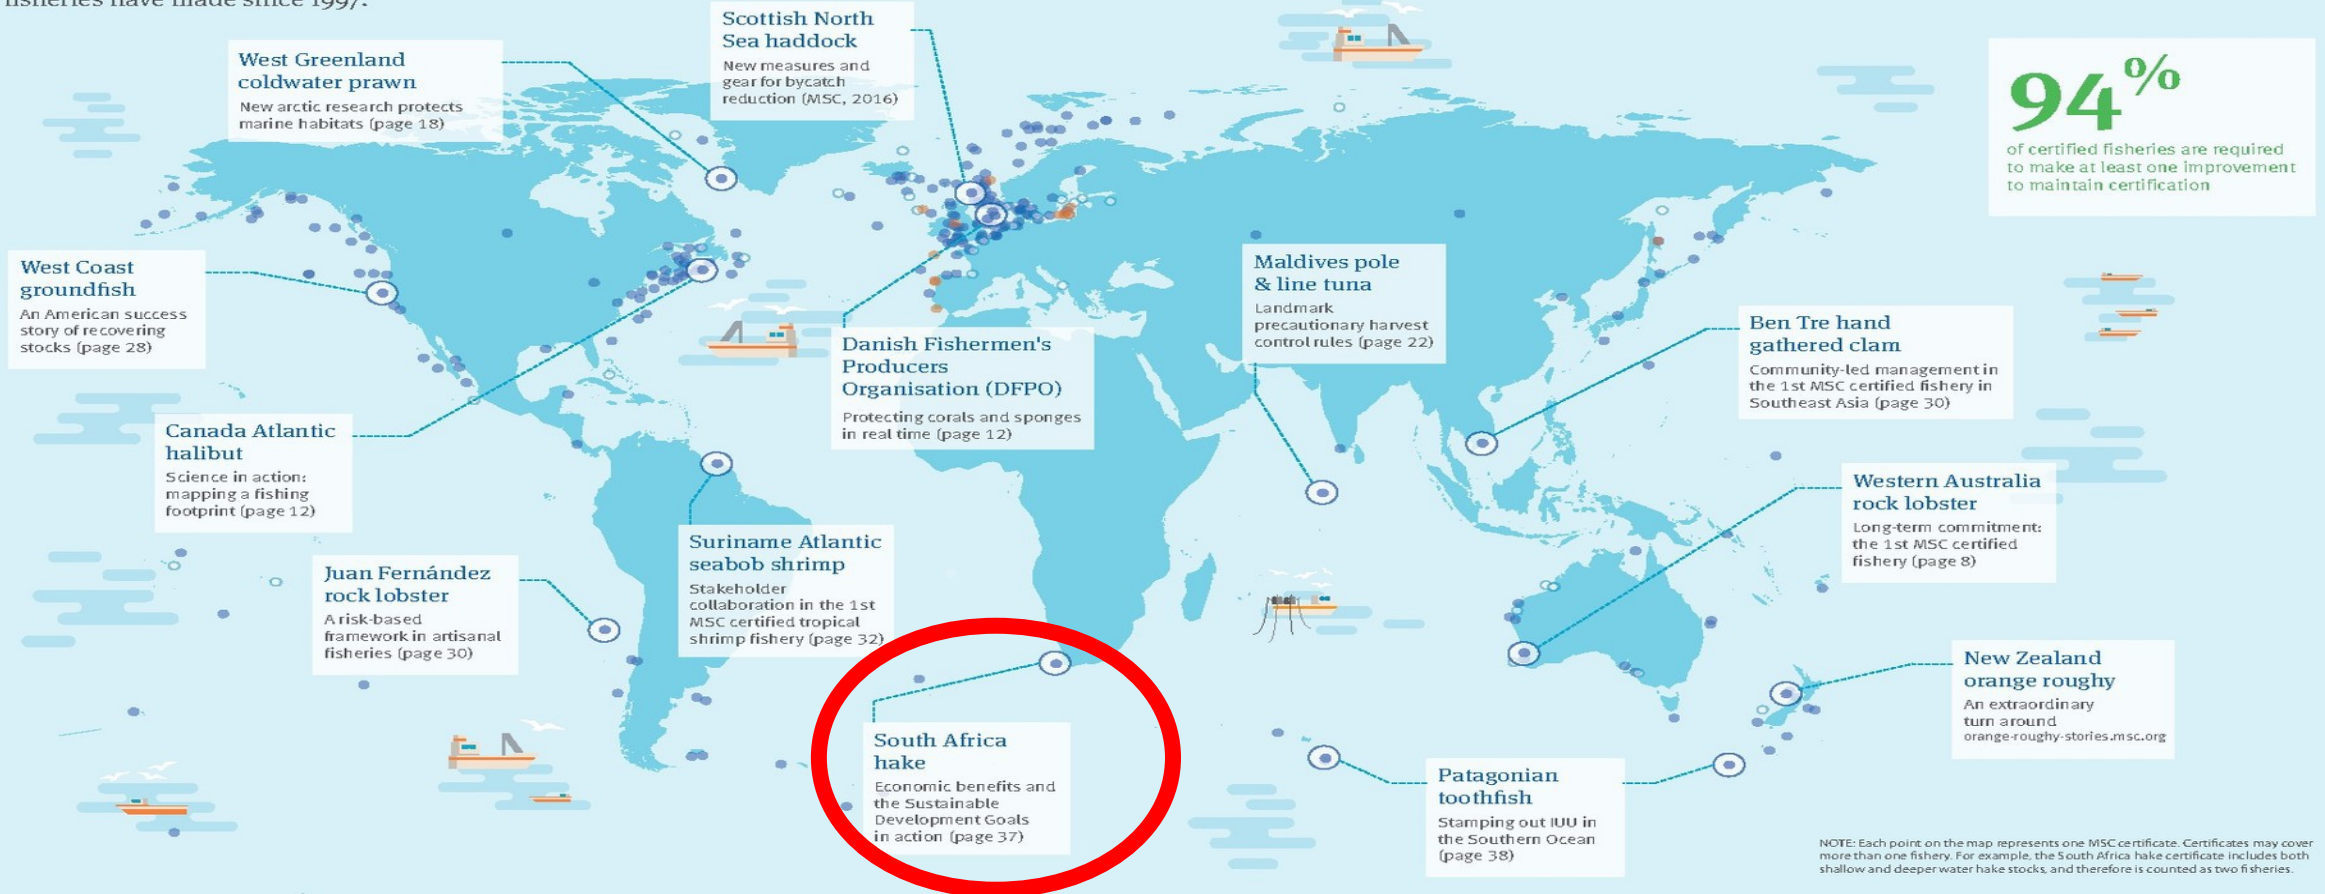 fisheries have made since 1997.
Scottish North
Sea haddock
New measures and
gear for bycatch
reduction (MSC, 2016)
West Greenland
coldwater prawn
New arctic research protects
marine habitats (page 18)
94%
of certified fisheries are required
to make at least one improvement
to maintain certification
West Coast
groundfish
An American success
story of recovering
stocks (page 28)
Maldives pole
& line tuna
Landmark
precautionary harvest
control rules (page 22)
Danish Fishermen's
Producers
Organisation (DFPO)
Protecting corals and sponges
in real time (page 12)
Ben Tre hand
gathered clam
Community-led management in
the 1st MSC certified fishery in
Southeast Asia (page 30)
Canada Atlantic
halibut
Science in action:
mapping a fishing
footprint (page 12)
Western Australia
rock lobster
Long-term commitment:
the 1st MSC certified
fishery (page 8)
Suriname Atlantic
seabob shrimp
Stakeholder
collaboration in the 1st
MSC certified tropical
shrimp fishery (page 32)
Juan Fernández
rock lobster
A risk-based
framework in artisanal
fisheries (page 30)
New Zealand
orange roughy
An extraordinary
turn around
orange-roughy-stories.msc.org
South Africa
hake
Economic benefits and
the Sustainable
Development Goals
in action (page 37)
Patagonian
toothfish
Stamping out IUU in
the Southern Ocean
(page 38)
NOTE: Each point on the map represents one MSC certificate. Certificates may cover
more than one fishery. For example, the South Africa hake certificate includes both
shallow and deeper water hake stocks, and therefore is counted as two fisheries.